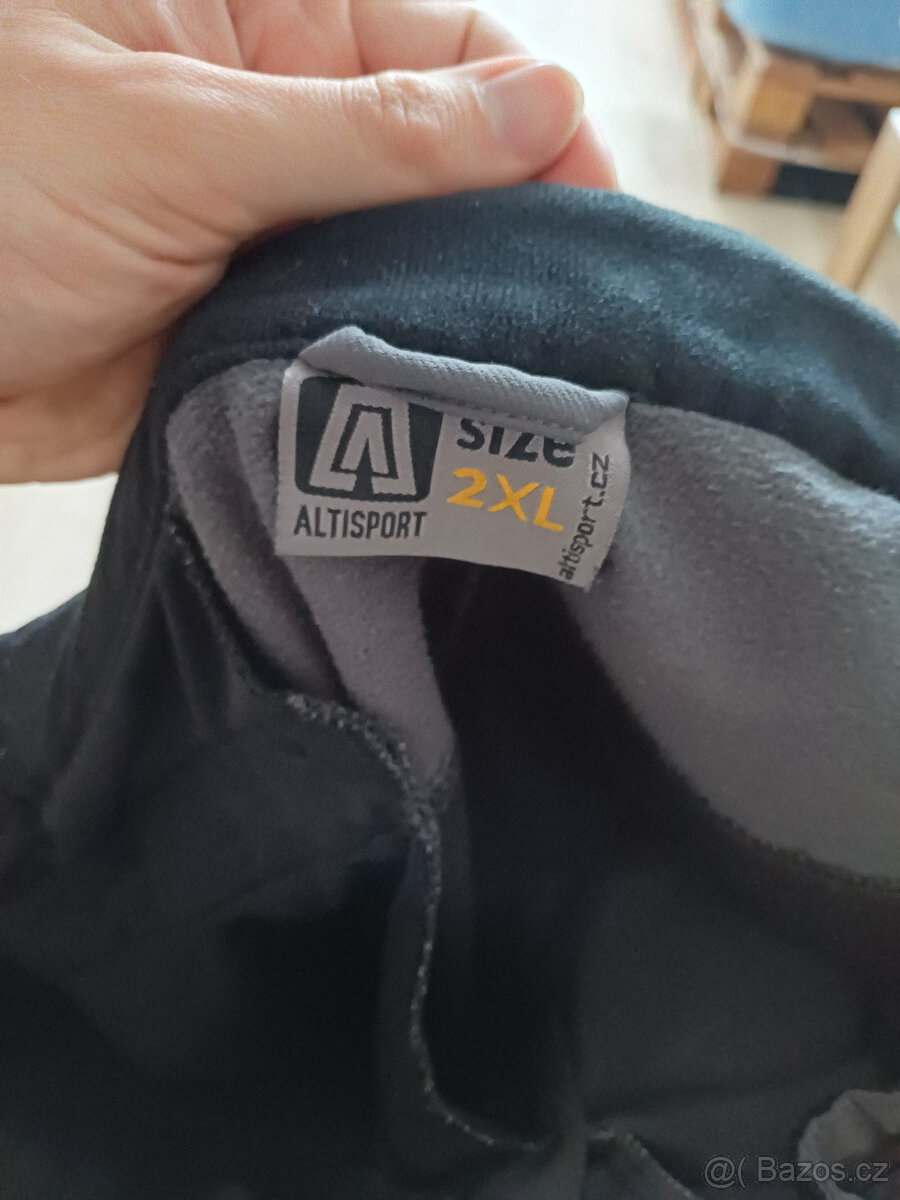 size
2XL
ALTISPORT
altisport.cz
@( Bazos.cz